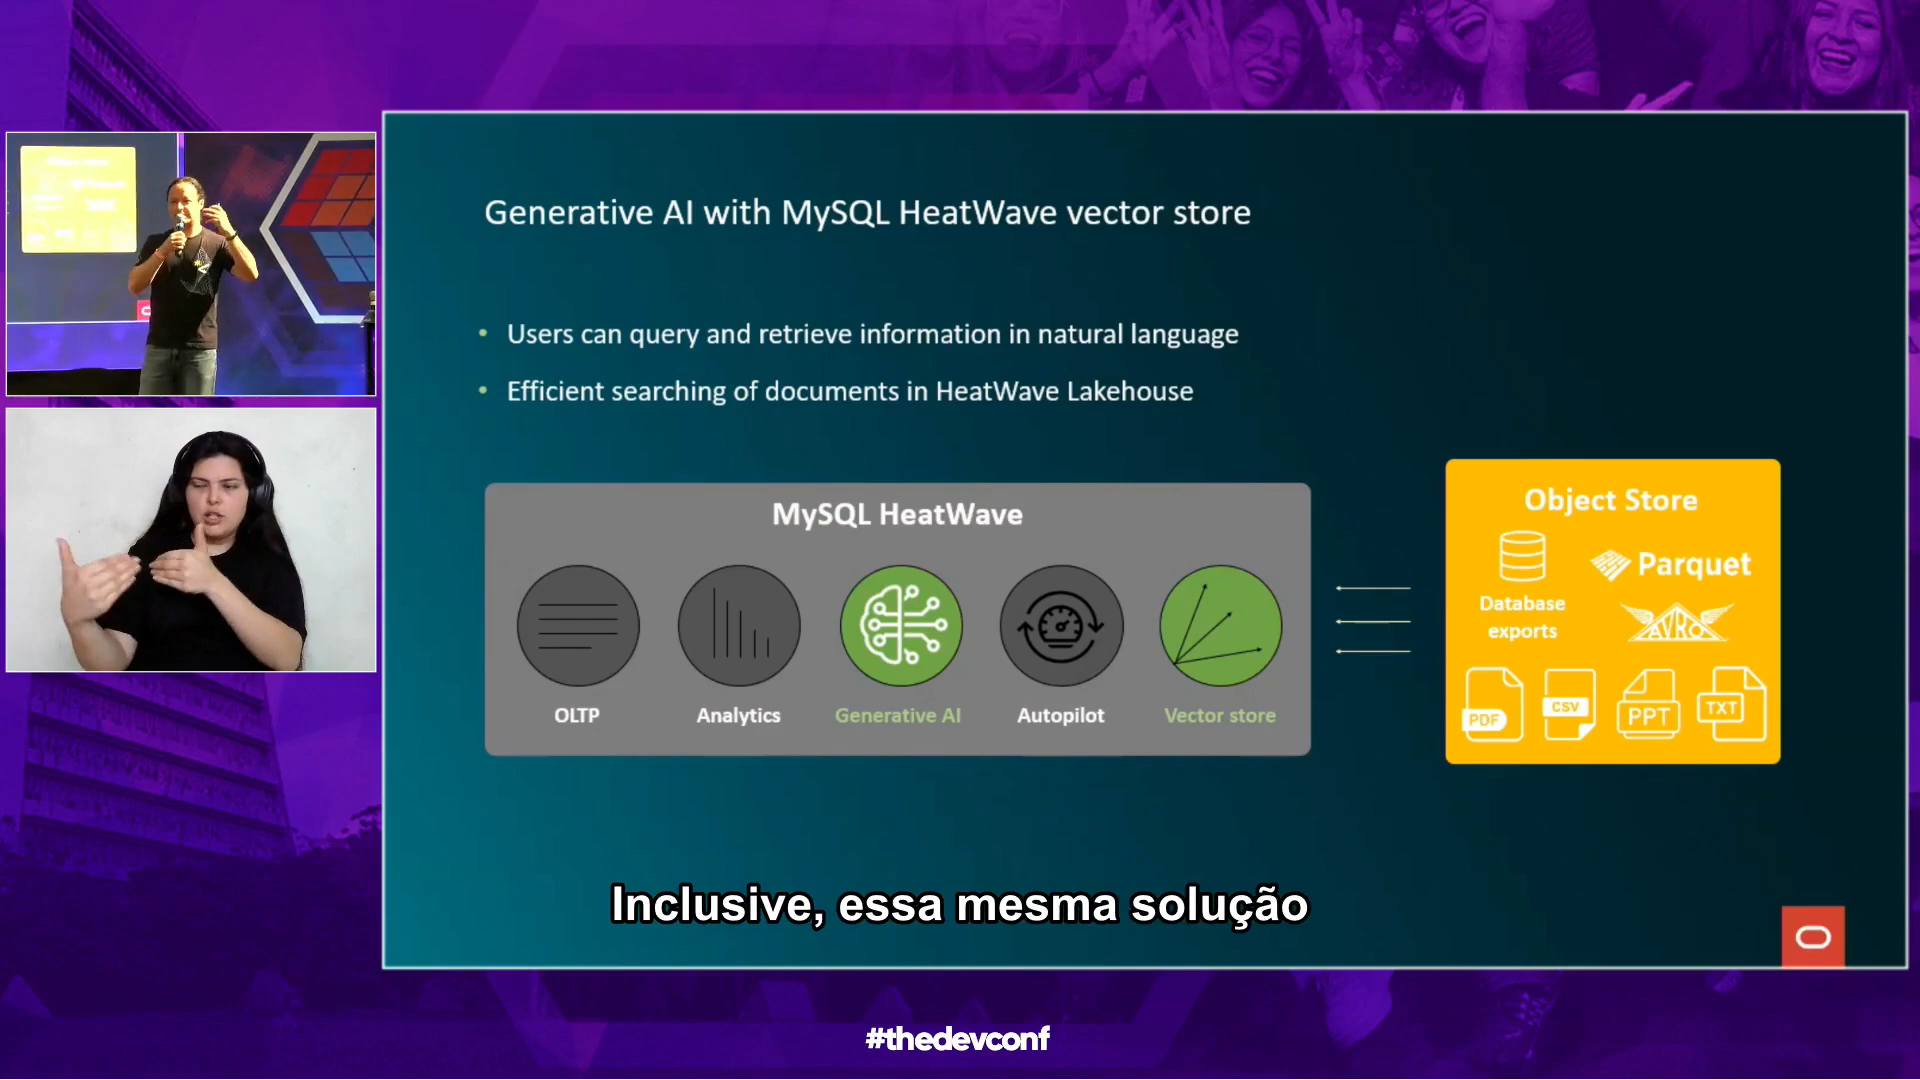 Generative AI with MySQL HeatWave vector store
• Users can query and retrieve information in natural language
• Efficient searching of documents in HeatWave Lakehouse
MySQL HeatWave
OLTP
Analytics
Generative AI
Autopilot
Vector store
Object Store
Database
exports
Parquet
AVRO
PDF
CSV
PPT
TXT
Inclusive, essa mesma solução
#thedevconf